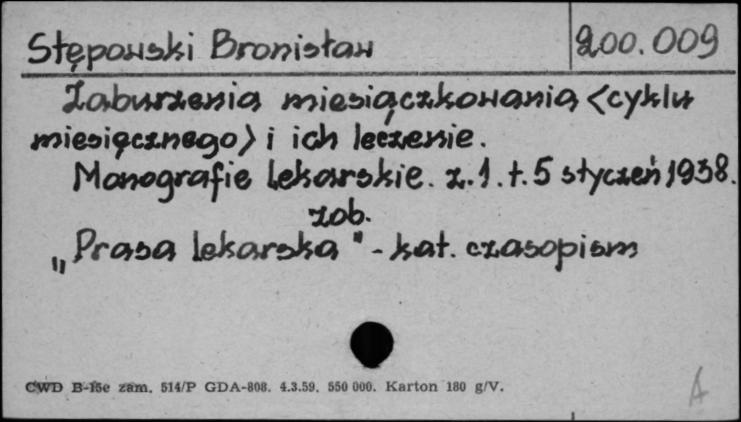 Stępowski Bronisław 200.009
Zaburzenia miesiączkowania <cyklu
miesięcznego> i ich leczenie.
Monografie lekarskie. z.1. t.5 styczeń 1938.
zob.
„Prasa lekarska" - kat. czasopism
CWD B-15c zam. 514/P GDA-808. 4.3.59. 550 000. Karton 180 g/V.
A